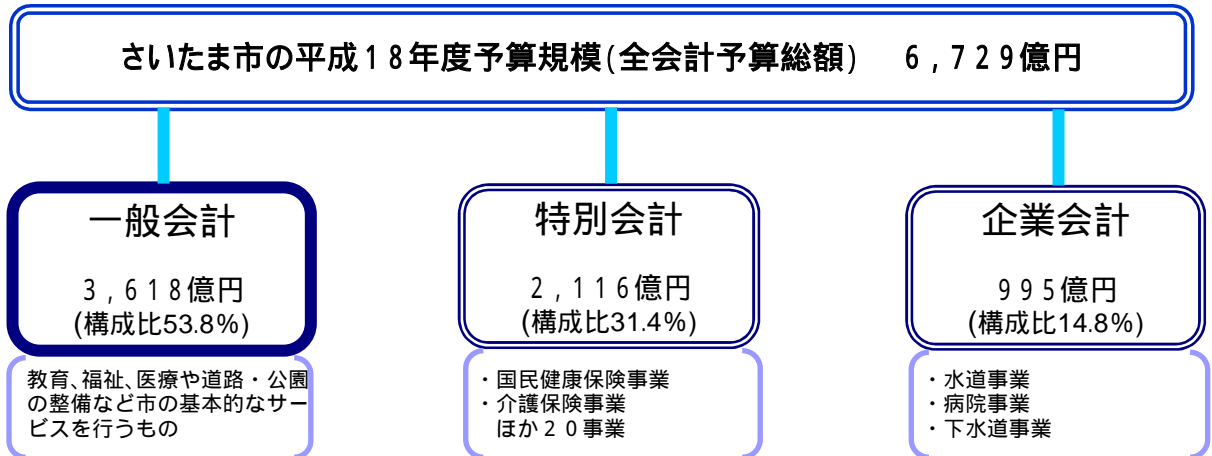 さいたま市の平成18年度予算規模(全会計予算総額) 6,729億円
一般会計
3,618億円
(構成比53.8%)
教育、福祉、医療や道路・公園
の整備など市の基本的なサー
ビスを行うもの
特別会計
2,116億円
(構成比31.4%)
・国民健康保険事業
・介護保険事業
ほか20事業
企業会計
995億円
(構成比14.8%)
・水道事業
・病院事業
・下水道事業